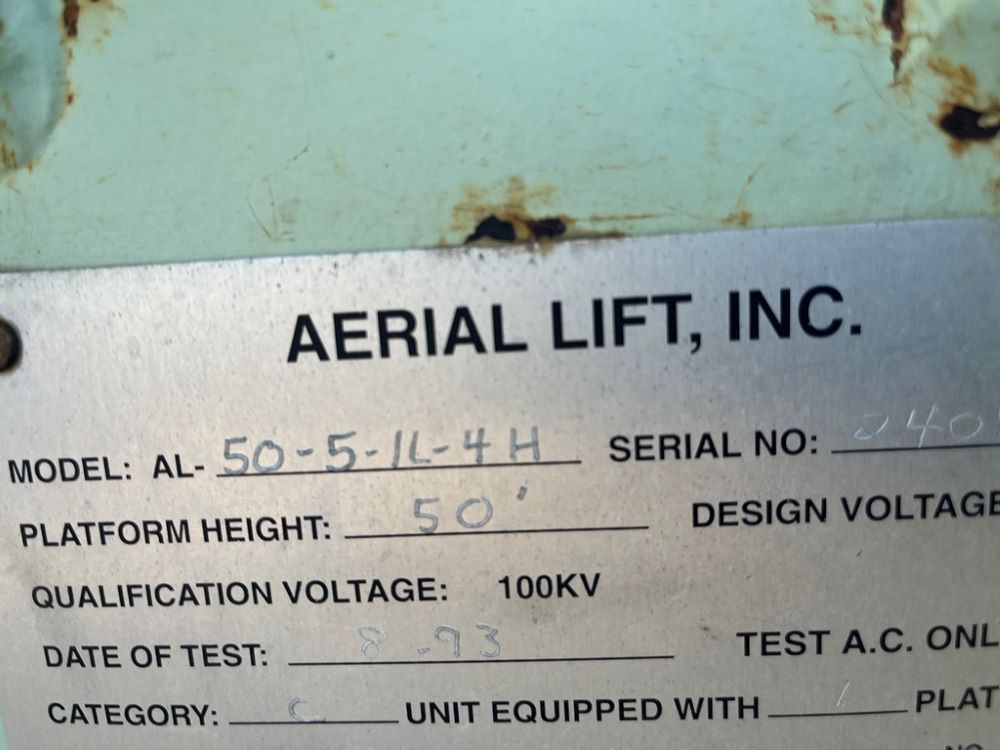 AERIAL LIFT, INC.
MODEL: AL- 50-5-1L-4H SERIAL NO: 240
PLATFORM HEIGHT: 50' DESIGN VOLTAGE
QUALIFICATION VOLTAGE: 100KV
DATE OF TEST: 8-93 TEST A.C. ONL
CATEGORY: C UNIT EQUIPPED WITH 1 PLAT